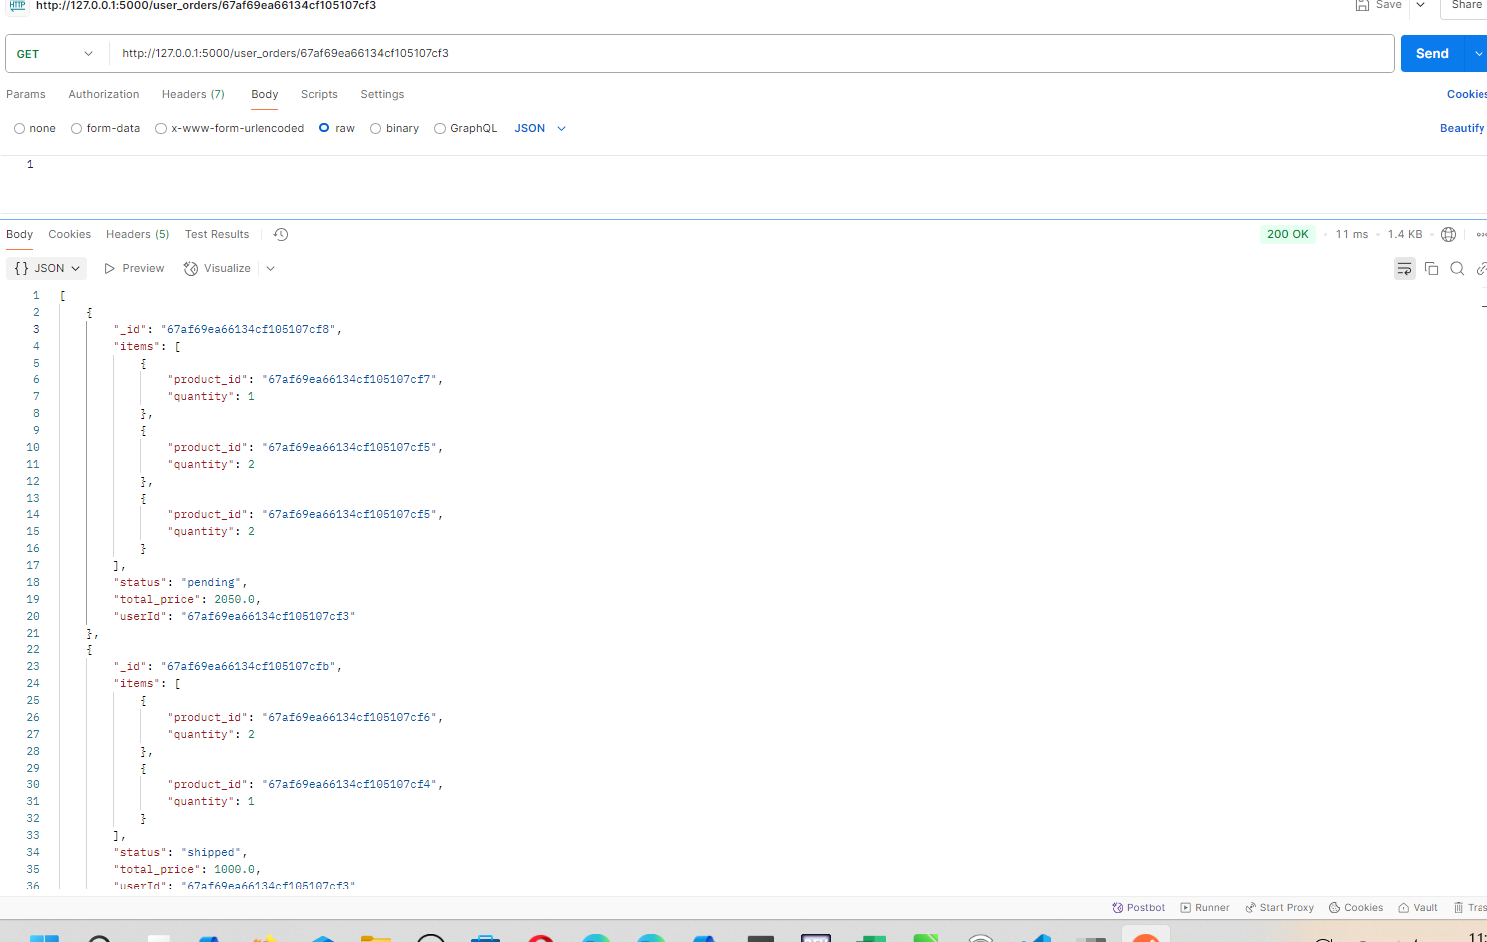 HTTP http://127.0.0.1:5000/user_orders/67af69ea66134cf105107cf3 Save Share
GET http://127.0.0.1:5000/user_orders/67af69ea66134cf105107cf3 Send
Params Authorization Headers (7) Body Scripts Settings Cookies
none form-data x-www-form-urlencoded raw binary GraphQL JSON Beautify
1
Body Cookies Headers (5) Test Results 200 OK 11 ms 1.4 KB
{} JSON Preview Visualize
1 [
2 {
3 "_id": "67af69ea66134cf105107cf8",
4 "items": [
5 {
6 "product_id": "67af69ea66134cf105107cf7",
7 "quantity": 1
8 },
9 {
10 "product_id": "67af69ea66134cf105107cf5",
11 "quantity": 2
12 },
13 {
14 "product_id": "67af69ea66134cf105107cf5",
15 "quantity": 2
16 }
17 ],
18 "status": "pending",
19 "total_price": 2050.0,
20 "userId": "67af69ea66134cf105107cf3"
21 },
22 {
23 "_id": "67af69ea66134cf105107cfb",
24 "items": [
25 {
26 "product_id": "67af69ea66134cf105107cf6",
27 "quantity": 2
28 },
29 {
30 "product_id": "67af69ea66134cf105107cf4",
31 "quantity": 1
32 }
33 ],
34 "status": "shipped",
35 "total_price": 1000.0,
36 "userId": "67af69ea66134cf105107cf3"
Postbot Runner Start Proxy Cookies Vault Tras
11: